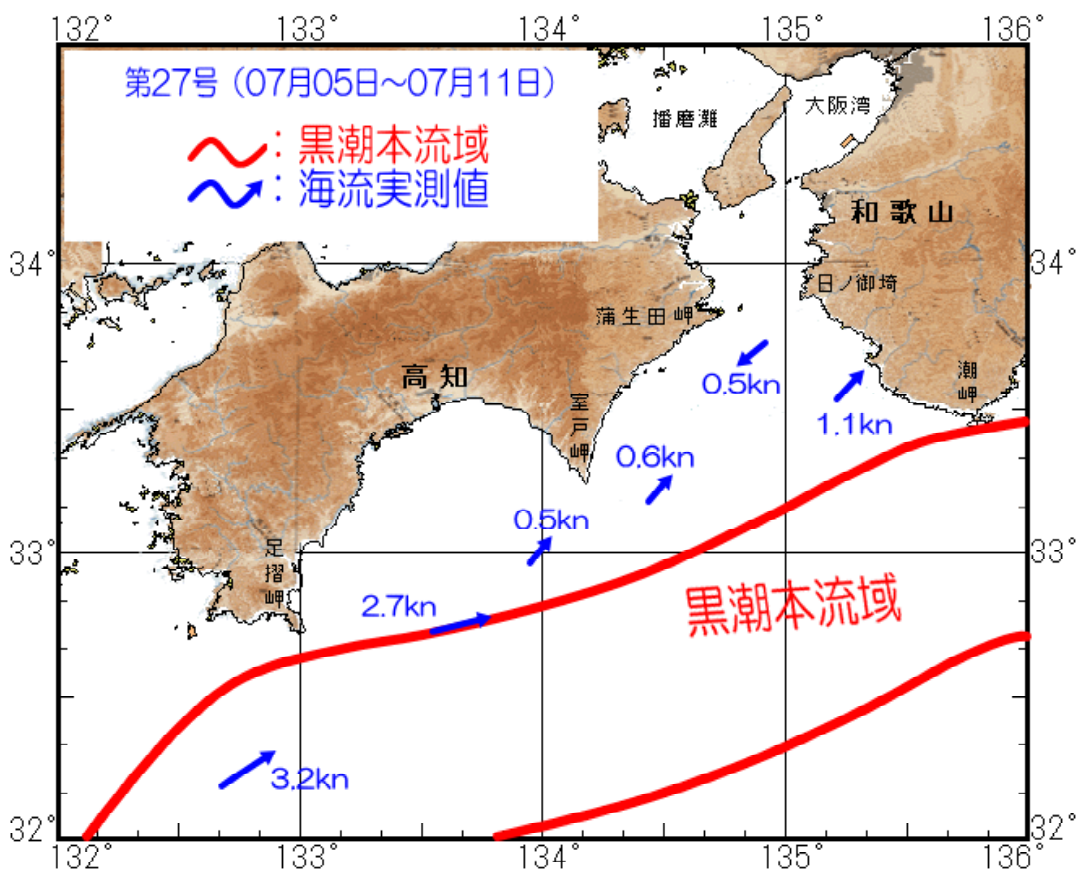 132° 133° 134° 135° 136°
第27号（07月05日～07月11日）
：黒潮本流域
：海流実測値
播磨灘
大阪湾
和歌山
34° 34°
日ノ御埼
蒲生田岬
0.5kn
潮岬
高知
室戸岬
1.1kn
0.6kn
0.5kn
33° 33°
足摺岬
2.7kn
黒潮本流域
3.2kn
32° 32°
132° 133° 134° 135° 136°